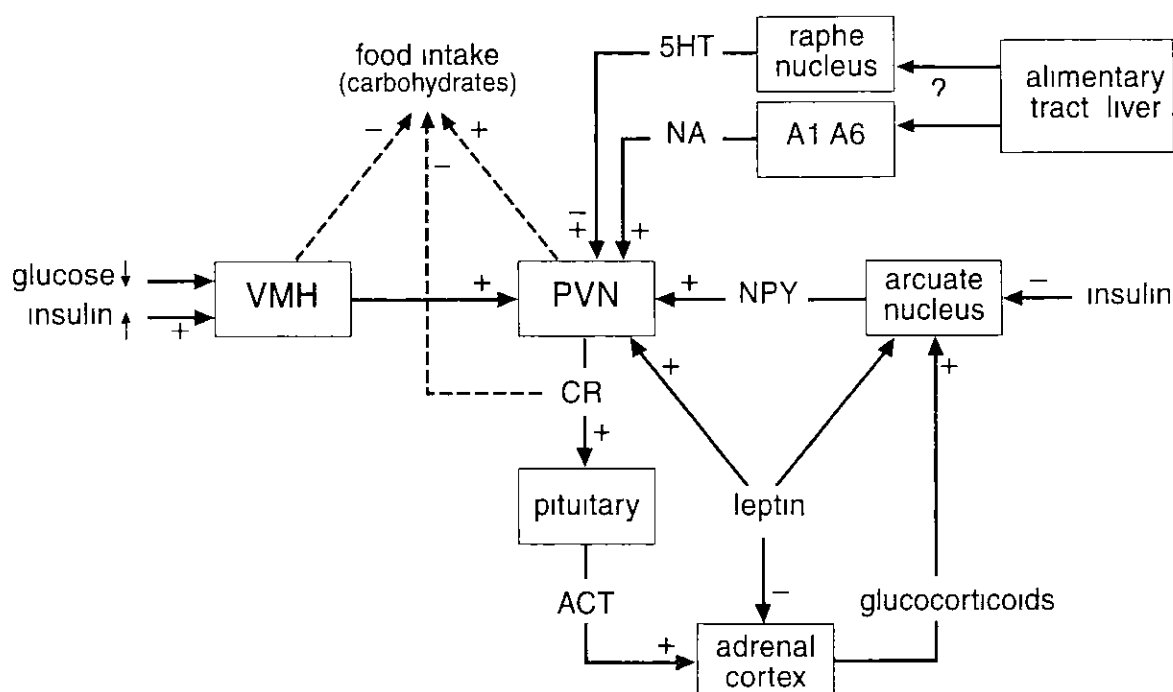 food intake
(carbohydrates)
5HT
raphe
nucleus
alimentary
tract liver
?
NA
A1 A6
−
−
+
−
+
+
glucose ↓
insulin ↑
+
VMH
+
PVN
+
NPY
arcuate
nucleus
−
insulin
+
+
CR
+
pituitary
leptin
ACT
−
glucocorticoids
+
adrenal
cortex